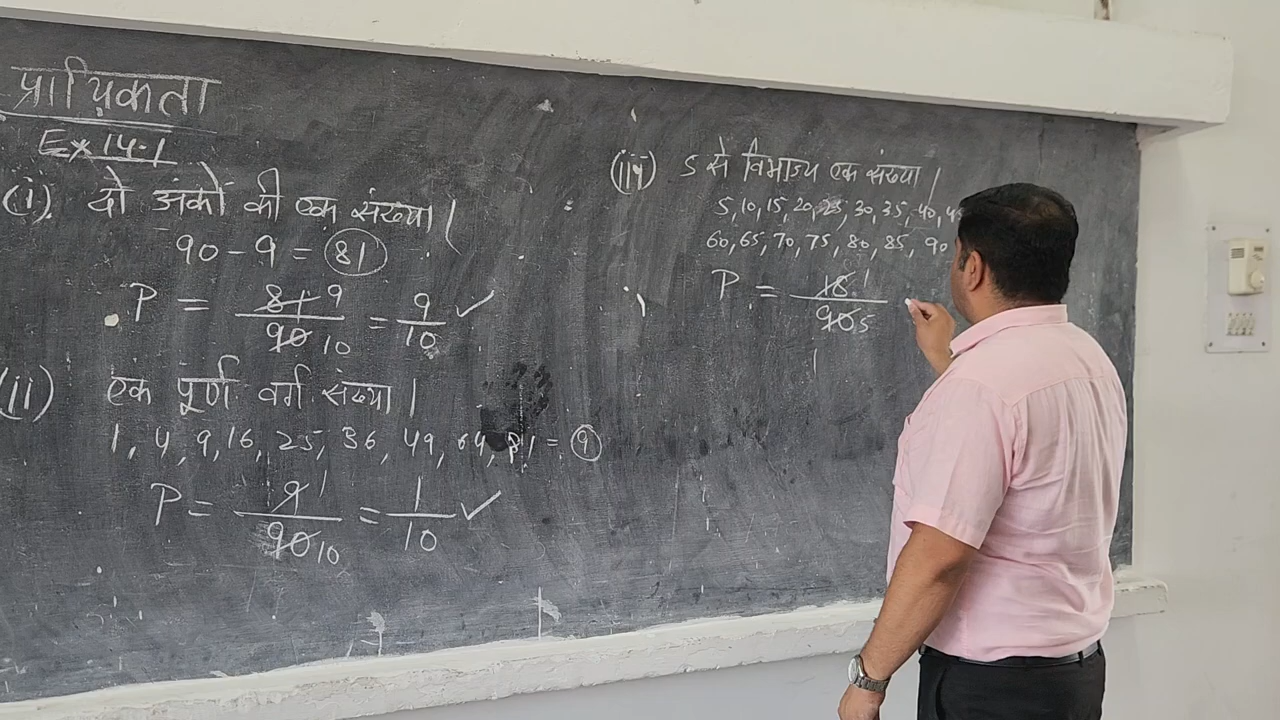 प्रायिकता
Ex 14.1
(i) दो अंकों की एक संख्या।
90 - 9 = 81
P = 81 9 / 90 10 = 9/10 ✓
(ii) एक पूर्ण वर्ग संख्या।
1, 4, 9, 16, 25, 36, 49, 64, 81 = 9
P = 9 1 / 90 10 = 1/10 ✓
(iii) 5 से विभाज्य एक संख्या।
5, 10, 15, 20, 25, 30, 35, 40,
60, 65, 70, 75, 80, 85, 90
P = 18 1 / 90 5